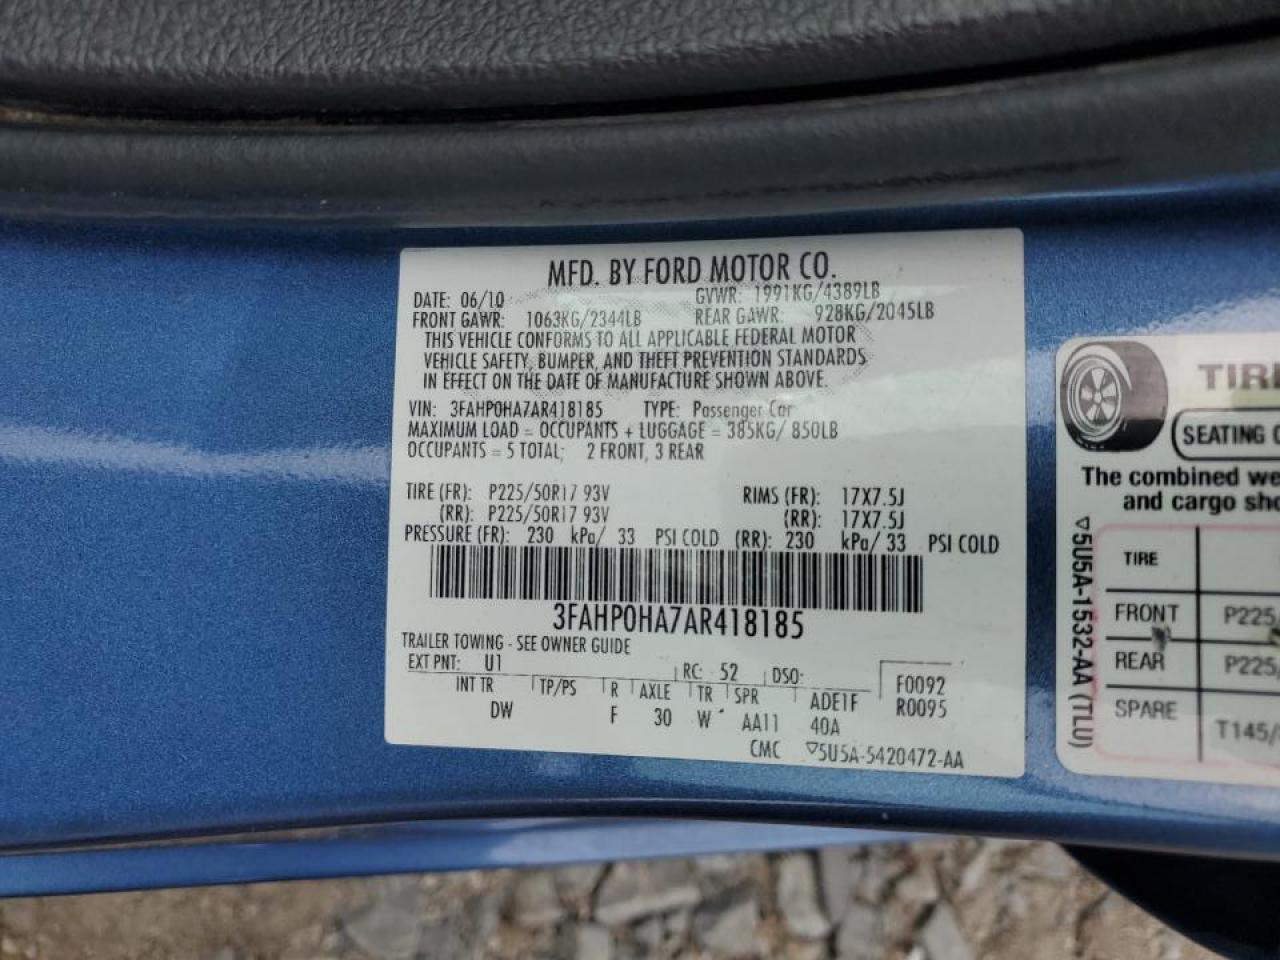 MFD. BY FORD MOTOR CO.
DATE: 06/10 GVWR: 1991KG/4389LB
FRONT GAWR: 1063KG/2344LB REAR GAWR: 928KG/2045LB
THIS VEHICLE CONFORMS TO ALL APPLICABLE FEDERAL MOTOR
VEHICLE SAFETY, BUMPER, AND THEFT PREVENTION STANDARDS
IN EFFECT ON THE DATE OF MANUFACTURE SHOWN ABOVE.
VIN: 3FAHP0HA7AR418185 TYPE: Passenger Car
MAXIMUM LOAD = OCCUPANTS + LUGGAGE = 385KG/ 850LB
OCCUPANTS = 5 TOTAL; 2 FRONT, 3 REAR
TIRE (FR): P225/50R17 93V RIMS (FR): 17X7.5J
(RR): P225/50R17 93V (RR): 17X7.5J
PRESSURE (FR): 230 kPa/ 33 PSI COLD (RR): 230 kPa/ 33 PSI COLD
3FAHP0HA7AR418185
TRAILER TOWING - SEE OWNER GUIDE
EXT PNT: U1 RC: 52 DSO: F0092
INT TR TP/PS R AXLE TR SPR ADE1F R0095
DW F 30 W AA11 40A
CMC ▽5U5A-5420472-AA
TIR
SEATING
The combined we
and cargo sho
▽5U5A-1532-AA (TLU)
TIRE
FRONT P225
REAR P225
SPARE T145/